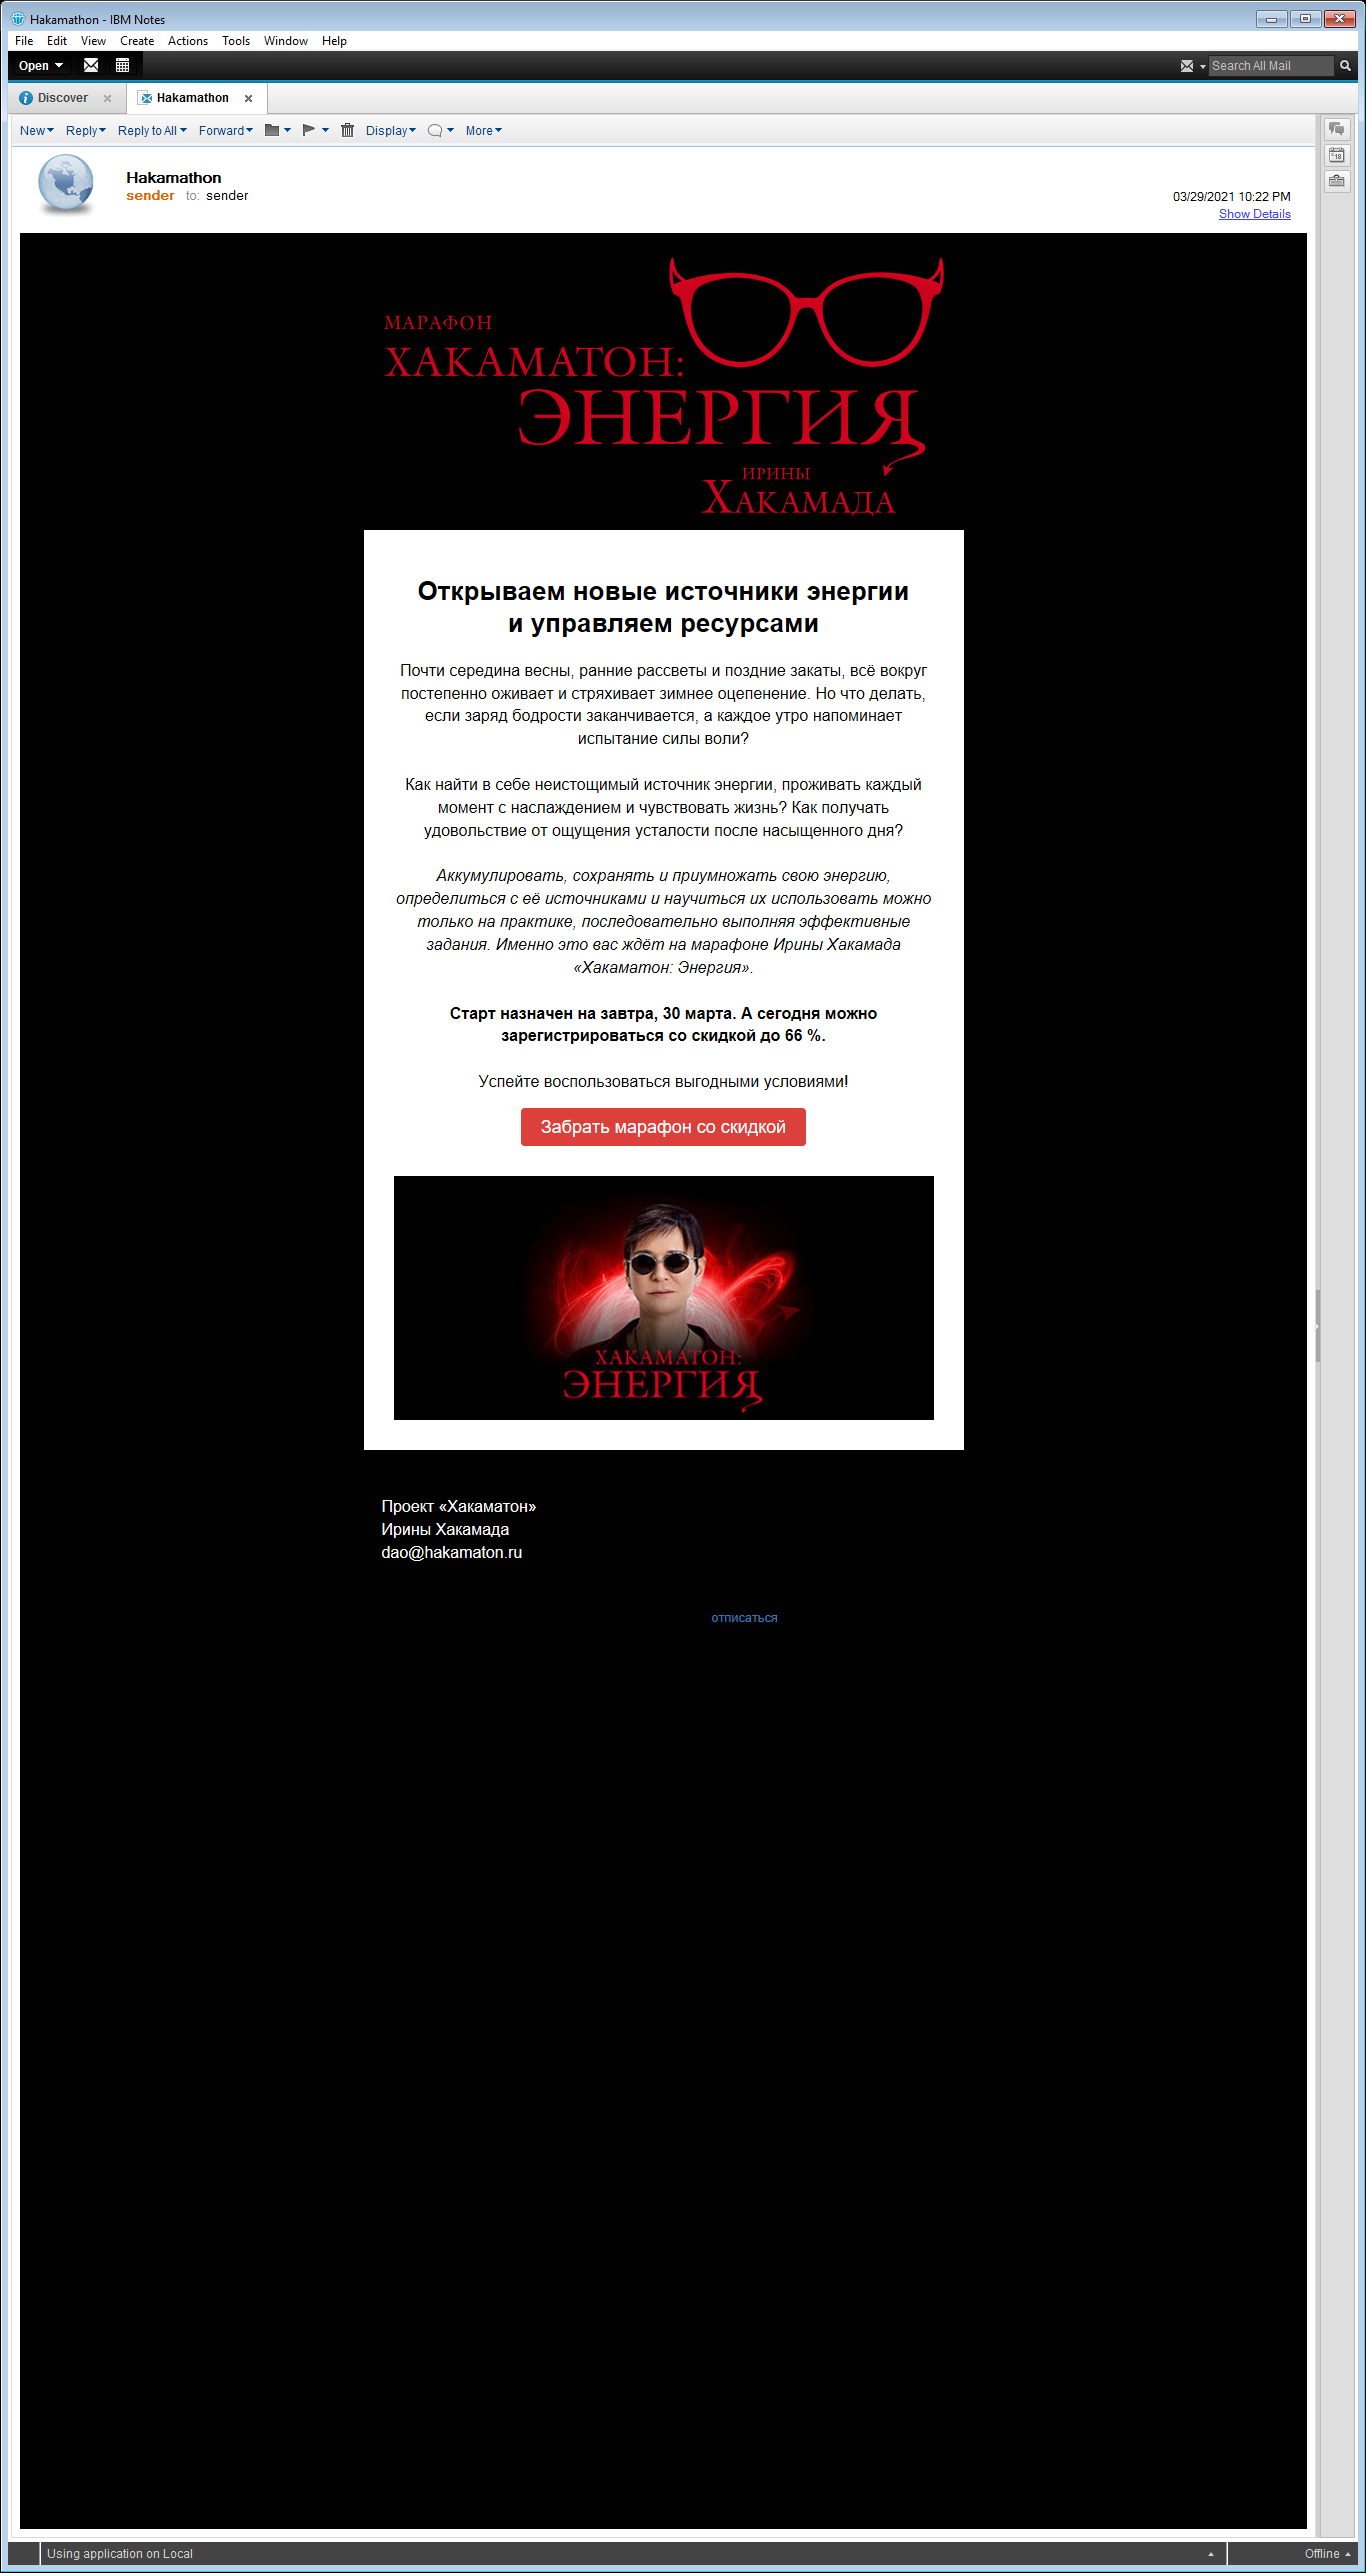 Hakamathon - IBM Notes
File Edit View Create Actions Tools Window Help
Open Search All Mail
Discover Hakamathon
New Reply Reply to All Forward Display More
18
Hakamathon
sender to: sender
03/29/2021 10:22 PM
Show Details
МАРАФОН
ХАКАМАТОН:
ЭНЕРГИЯ
ИРИНЫ
ХАКАМАДА
Открываем новые источники энергии
и управляем ресурсами
Почти середина весны, ранние рассветы и поздние закаты, всё вокруг
постепенно оживает и стряхивает зимнее оцепенение. Но что делать,
если заряд бодрости заканчивается, а каждое утро напоминает
испытание силы воли?
Как найти в себе неистощимый источник энергии, проживать каждый
момент с наслаждением и чувствовать жизнь? Как получать
удовольствие от ощущения усталости после насыщенного дня?
Аккумулировать, сохранять и приумножать свою энергию,
определиться с её источниками и научиться их использовать можно
только на практике, последовательно выполняя эффективные
задания. Именно это вас ждёт на марафоне Ирины Хакамада
«Хакаматон: Энергия».
Старт назначен на завтра, 30 марта. А сегодня можно
зарегистрироваться со скидкой до 66 %.
Успейте воспользоваться выгодными условиями!
Забрать марафон со скидкой
ХАКАМАТОН:
ЭНЕРГИЯ
Проект «Хакаматон»
Ирины Хакамада
dao@hakamaton.ru
отписаться
Using application on Local Offline